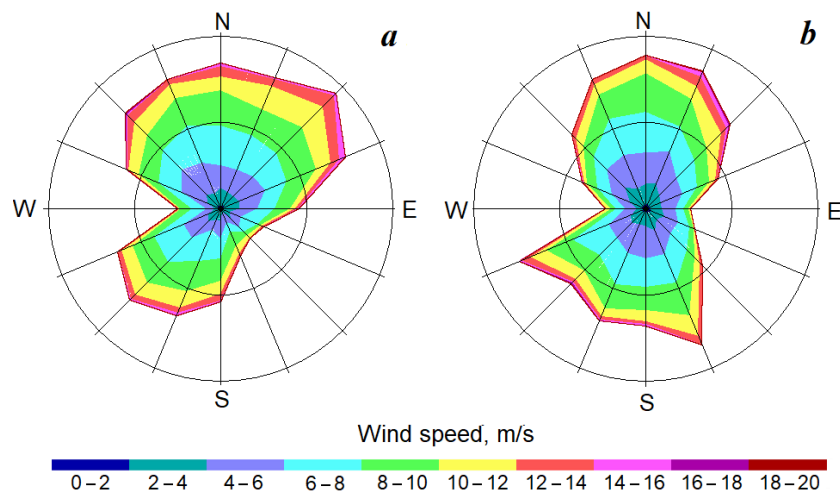 N
a
W
E
S
N
b
W
E
S
Wind speed, m/s
0 – 2 2 – 4 4 – 6 6 – 8 8 – 10 10 – 12 12 – 14 14 – 16 16 – 18 18 – 20